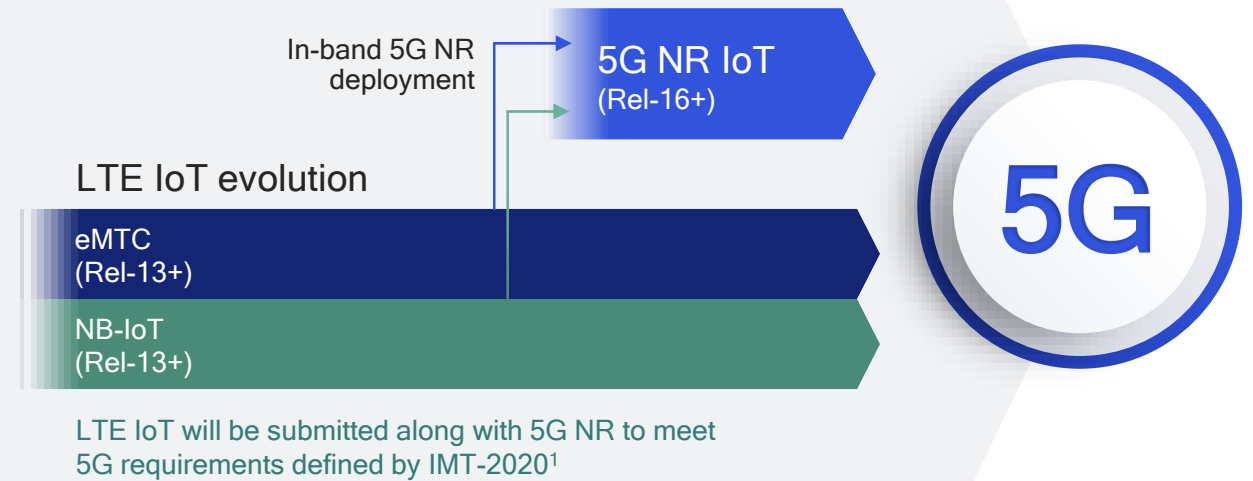 In-band 5G NR
deployment
5G NR IoT
(Rel-16+)
LTE IoT evolution
eMTC
(Rel-13+)
NB-IoT
(Rel-13+)
5G
LTE IoT will be submitted along with 5G NR to meet
5G requirements defined by IMT-2020¹